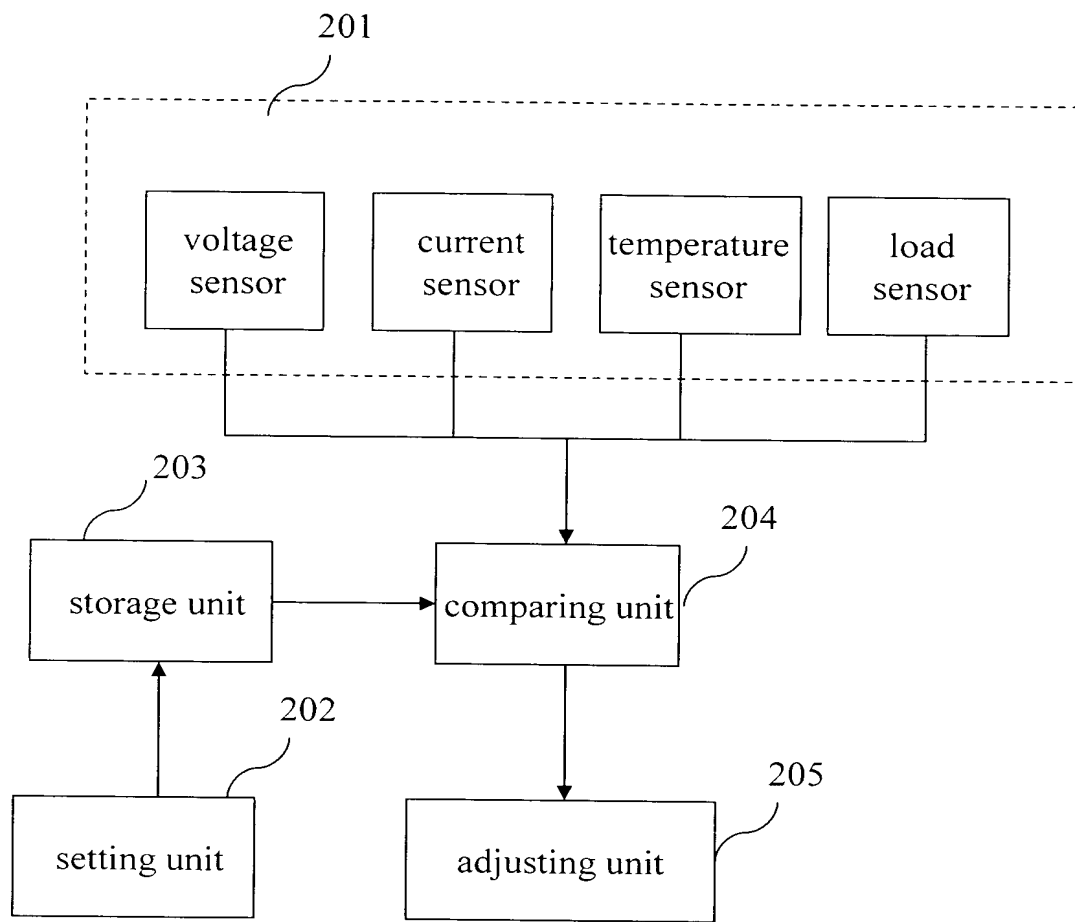 201
voltage
sensor
current
sensor
temperature
sensor
load
sensor
203
204
storage unit
comparing unit
202
205
setting unit
adjusting unit